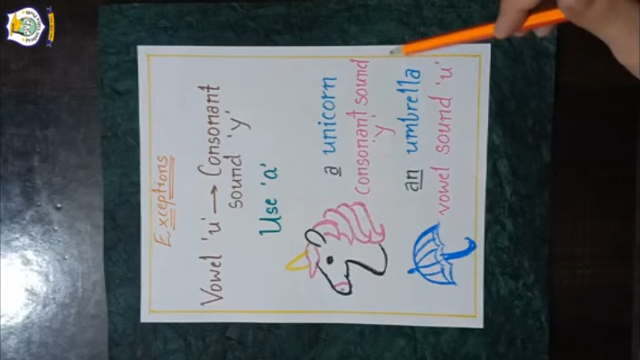 Exceptions
Vowel 'u' → Consonant
sound 'y'
Use 'a'
a unicorn
Consonant sound
'y'
an umbrella
vowel sound 'u'